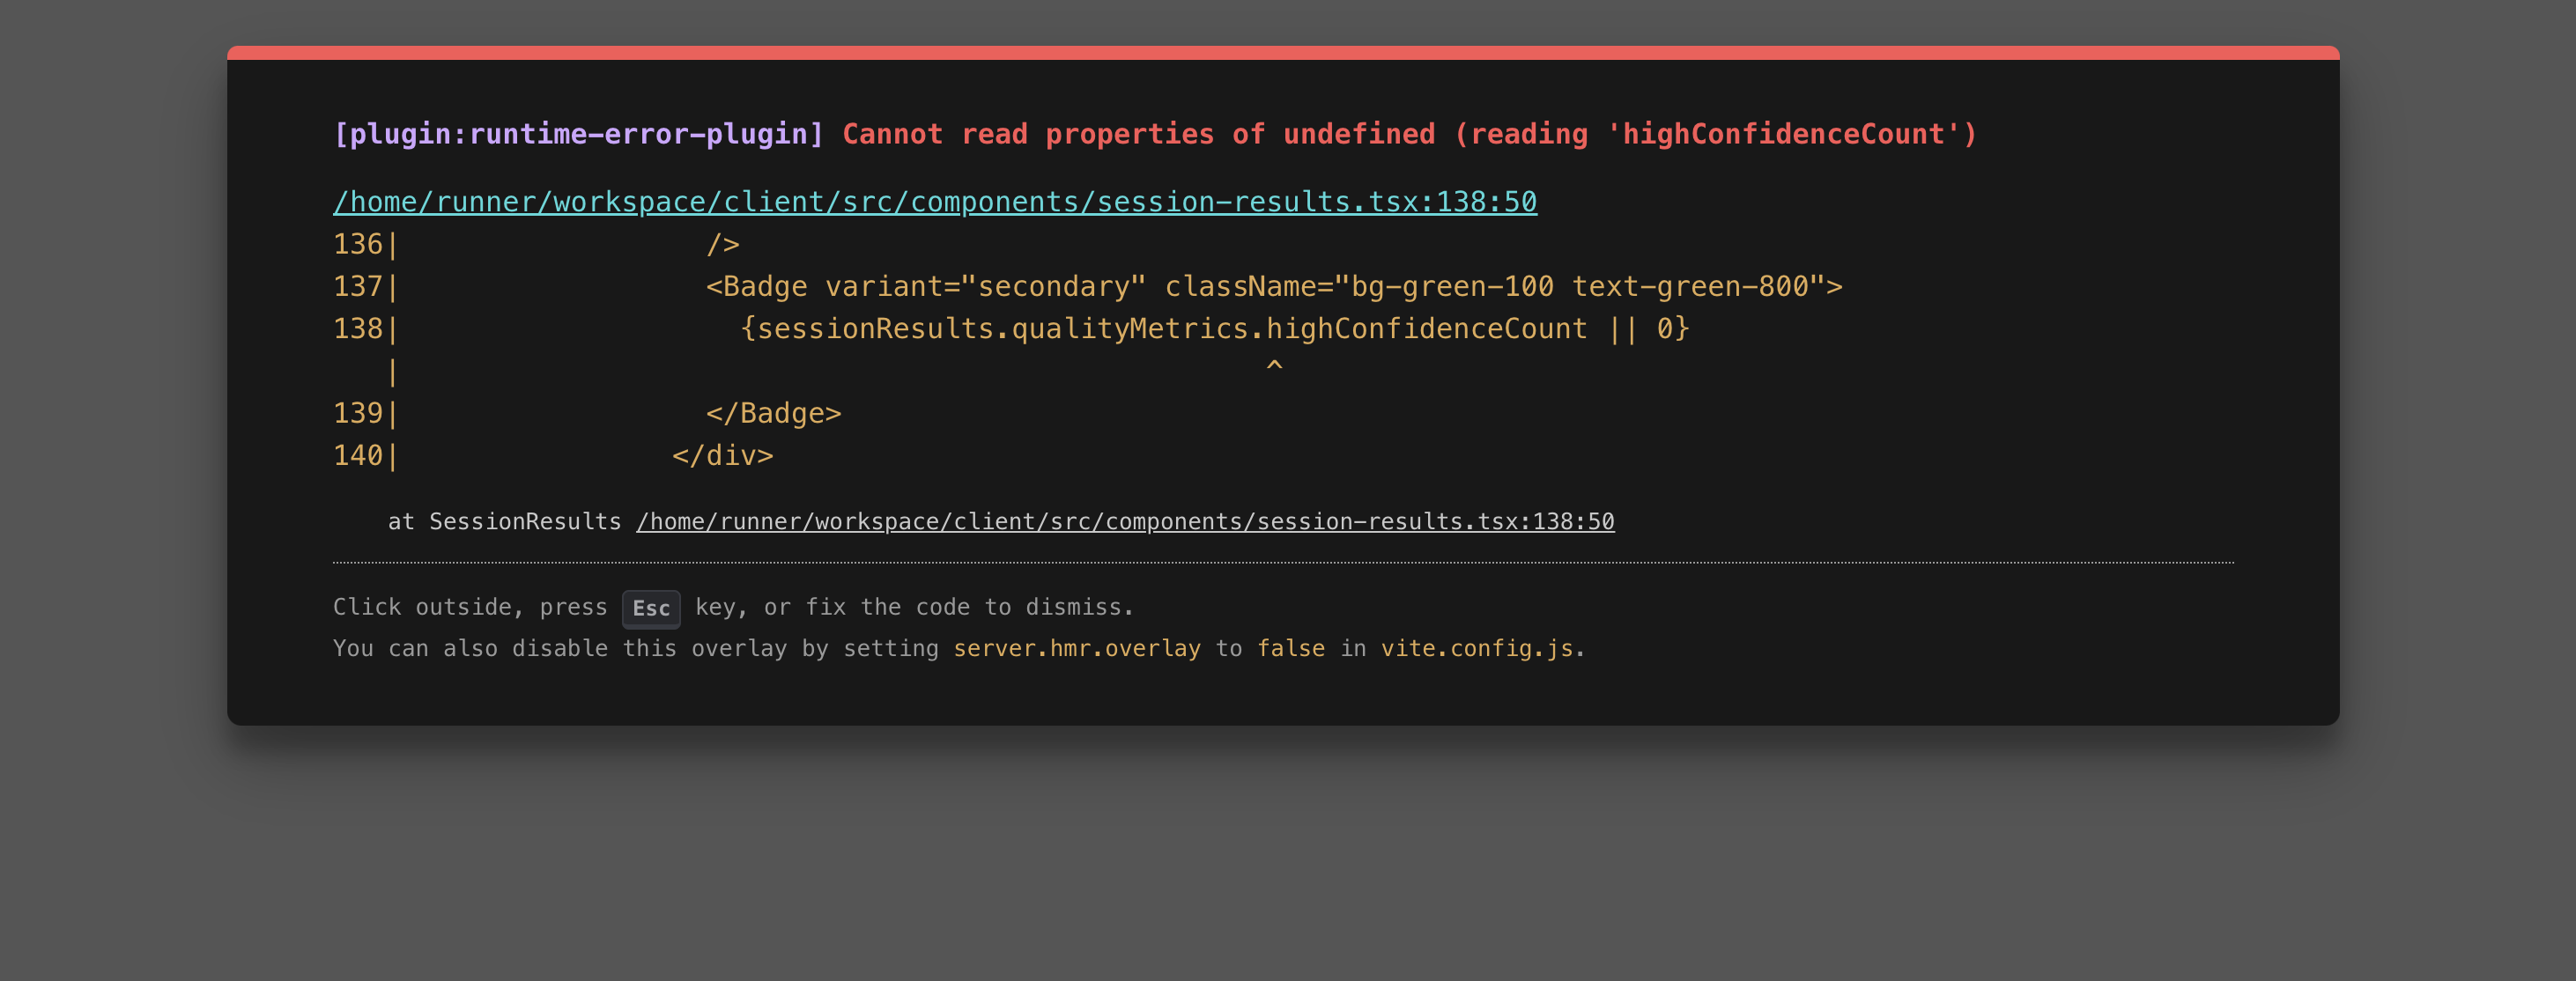 [plugin:runtime-error-plugin] Cannot read properties of undefined (reading 'highConfidenceCount')
/home/runner/workspace/client/src/components/session-results.tsx:138:50
136|                  />
137|                  <Badge variant="secondary" className="bg-green-100 text-green-800">
138|                    {sessionResults.qualityMetrics.highConfidenceCount || 0}
   |                                                   ^
139|                  </Badge>
140|                </div>
    at SessionResults /home/runner/workspace/client/src/components/session-results.tsx:138:50
Click outside, press Esc key, or fix the code to dismiss.
You can also disable this overlay by setting server.hmr.overlay to false in vite.config.js.